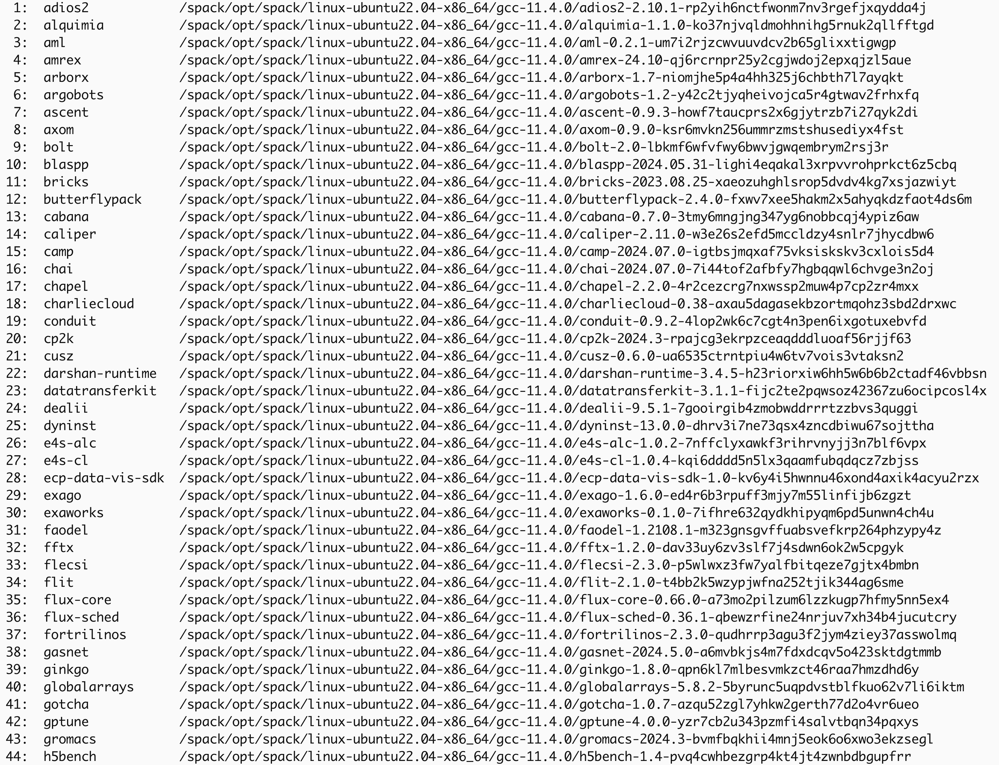 1: adios2 /spack/opt/spack/linux-ubuntu22.04-x86_64/gcc-11.4.0/adios2-2.10.1-rp2yih6nctfwonm7nv3rgefjxqydda4j
2: alquimia /spack/opt/spack/linux-ubuntu22.04-x86_64/gcc-11.4.0/alquimia-1.1.0-ko37njvqldmohhnihg5rnuk2qllfftgd
3: aml /spack/opt/spack/linux-ubuntu22.04-x86_64/gcc-11.4.0/aml-0.2.1-um7i2rjzcwvuuvdcv2b65glixxtigwgp
4: amrex /spack/opt/spack/linux-ubuntu22.04-x86_64/gcc-11.4.0/amrex-24.10-qj6rcrnpr25y2cgjwdoj2epxqjzl5aue
5: arborx /spack/opt/spack/linux-ubuntu22.04-x86_64/gcc-11.4.0/arborx-1.7-niomjhe5p4a4hh325j6chbth7l7ayqkt
6: argobots /spack/opt/spack/linux-ubuntu22.04-x86_64/gcc-11.4.0/argobots-1.2-y42c2tjyqheivojca5r4gtwav2frhxfq
7: ascent /spack/opt/spack/linux-ubuntu22.04-x86_64/gcc-11.4.0/ascent-0.9.3-howf7taucprs2x6gjytrzb7i27qyk2di
8: axom /spack/opt/spack/linux-ubuntu22.04-x86_64/gcc-11.4.0/axom-0.9.0-ksr6mvkn256ummrzmstshusediyx4fst
9: bolt /spack/opt/spack/linux-ubuntu22.04-x86_64/gcc-11.4.0/bolt-2.0-lbkmf6wfvfwy6bwvjgwqembrym2rsj3r
10: blaspp /spack/opt/spack/linux-ubuntu22.04-x86_64/gcc-11.4.0/blaspp-2024.05.31-lighi4eqakal3xrpvvrohprkct6z5cbq
11: bricks /spack/opt/spack/linux-ubuntu22.04-x86_64/gcc-11.4.0/bricks-2023.08.25-xaeozuhghlsrop5dvdv4kg7xsjazwiyt
12: butterflypack /spack/opt/spack/linux-ubuntu22.04-x86_64/gcc-11.4.0/butterflypack-2.4.0-fxwv7xee5hakm2x5ahyqkdzfaot4ds6m
13: cabana /spack/opt/spack/linux-ubuntu22.04-x86_64/gcc-11.4.0/cabana-0.7.0-3tmy6mngjng347yg6nobbcqj4ypiz6aw
14: caliper /spack/opt/spack/linux-ubuntu22.04-x86_64/gcc-11.4.0/caliper-2.11.0-w3e26s2efd5mccldzy4snlr7jhycdbw6
15: camp /spack/opt/spack/linux-ubuntu22.04-x86_64/gcc-11.4.0/camp-2024.07.0-igtbsjmqxaf75vksiskskv3cxlois5d4
16: chai /spack/opt/spack/linux-ubuntu22.04-x86_64/gcc-11.4.0/chai-2024.07.0-7i44tof2afbfy7hgbqqwl6chvge3n2oj
17: chapel /spack/opt/spack/linux-ubuntu22.04-x86_64/gcc-11.4.0/chapel-2.2.0-4r2cezcrg7nxwssp2muw4p7cp2zr4mxx
18: charliecloud /spack/opt/spack/linux-ubuntu22.04-x86_64/gcc-11.4.0/charliecloud-0.38-axau5dagasekbzortmqohz3sbd2drxwc
19: conduit /spack/opt/spack/linux-ubuntu22.04-x86_64/gcc-11.4.0/conduit-0.9.2-4lop2wk6c7cgt4n3pen6ixgotuxebvfd
20: cp2k /spack/opt/spack/linux-ubuntu22.04-x86_64/gcc-11.4.0/cp2k-2024.3-rpajcg3ekrpzceaqdddluoaf56rjjf63
21: cusz /spack/opt/spack/linux-ubuntu22.04-x86_64/gcc-11.4.0/cusz-0.6.0-ua6535ctrntpiu4w6tv7vois3vtaksn2
22: darshan-runtime /spack/opt/spack/linux-ubuntu22.04-x86_64/gcc-11.4.0/darshan-runtime-3.4.5-h23riorxiw6hh5w6b6b2ctadf46vbbsn
23: datatransferkit /spack/opt/spack/linux-ubuntu22.04-x86_64/gcc-11.4.0/datatransferkit-3.1.1-fijc2te2pqwsoz42367zu6ocipcosl4x
24: dealii /spack/opt/spack/linux-ubuntu22.04-x86_64/gcc-11.4.0/dealii-9.5.1-7gooirgib4zmobwddrrrtzzbvs3quggi
25: dyninst /spack/opt/spack/linux-ubuntu22.04-x86_64/gcc-11.4.0/dyninst-13.0.0-dhrv3i7ne73qsx4zncdbiwu67sojttha
26: e4s-alc /spack/opt/spack/linux-ubuntu22.04-x86_64/gcc-11.4.0/e4s-alc-1.0.2-7nffclyxawkf3rihrvnyjj3n7blf6vpx
27: e4s-cl /spack/opt/spack/linux-ubuntu22.04-x86_64/gcc-11.4.0/e4s-cl-1.0.4-kqi6dddd5n5lx3qaamfubqdqcz7zbjss
28: ecp-data-vis-sdk /spack/opt/spack/linux-ubuntu22.04-x86_64/gcc-11.4.0/ecp-data-vis-sdk-1.0-kv6y4i5hwnnu46xond4axik4acyu2rzx
29: exago /spack/opt/spack/linux-ubuntu22.04-x86_64/gcc-11.4.0/exago-1.6.0-ed4r6b3rpuff3mjy7m55linfijb6zgzt
30: exaworks /spack/opt/spack/linux-ubuntu22.04-x86_64/gcc-11.4.0/exaworks-0.1.0-7ifhre632qydkhipyqm6pd5unwn4ch4u
31: faodel /spack/opt/spack/linux-ubuntu22.04-x86_64/gcc-11.4.0/faodel-1.2108.1-m323gnsgvffuabsvefkrp264phzypy4z
32: fftx /spack/opt/spack/linux-ubuntu22.04-x86_64/gcc-11.4.0/fftx-1.2.0-dav33uy6zv3slf7j4sdwn6ok2w5cpgyk
33: flecsi /spack/opt/spack/linux-ubuntu22.04-x86_64/gcc-11.4.0/flecsi-2.3.0-p5wlwxz3fw7yalfbitqeze7gjtx4bmbn
34: flit /spack/opt/spack/linux-ubuntu22.04-x86_64/gcc-11.4.0/flit-2.1.0-t4bb2k5wzypjwfna252tjik344ag6sme
35: flux-core /spack/opt/spack/linux-ubuntu22.04-x86_64/gcc-11.4.0/flux-core-0.66.0-a73mo2pilzum6lzzkugp7hfmy5nn5ex4
36: flux-sched /spack/opt/spack/linux-ubuntu22.04-x86_64/gcc-11.4.0/flux-sched-0.36.1-qbewzrfine24nrjuv7xh34b4jucutcry
37: fortrilinos /spack/opt/spack/linux-ubuntu22.04-x86_64/gcc-11.4.0/fortrilinos-2.3.0-qudhrrp3agu3f2jym4ziey37asswolmq
38: gasnet /spack/opt/spack/linux-ubuntu22.04-x86_64/gcc-11.4.0/gasnet-2024.5.0-a6mvbkjs4m7fdxdcqv5o423sktdgtmmb
39: ginkgo /spack/opt/spack/linux-ubuntu22.04-x86_64/gcc-11.4.0/ginkgo-1.8.0-qpn6kl7mlbesvmkzct46raa7hmzdhd6y
40: globalarrays /spack/opt/spack/linux-ubuntu22.04-x86_64/gcc-11.4.0/globalarrays-5.8.2-5byrunc5uqpdvstblfkuo62v7li6iktm
41: gotcha /spack/opt/spack/linux-ubuntu22.04-x86_64/gcc-11.4.0/gotcha-1.0.7-azqu52zgl7yhkw2gerth77d2o4vr6ueo
42: gptune /spack/opt/spack/linux-ubuntu22.04-x86_64/gcc-11.4.0/gptune-4.0.0-yzr7cb2u343pzmfi4salvtbqn34pqxys
43: gromacs /spack/opt/spack/linux-ubuntu22.04-x86_64/gcc-11.4.0/gromacs-2024.3-bvmfbqkhii4mnj5eok6o6xwo3ekzsegl
44: h5bench /spack/opt/spack/linux-ubuntu22.04-x86_64/gcc-11.4.0/h5bench-1.4-pvq4cwhbezgrp4kt4jt4zwnbdbgupfrr